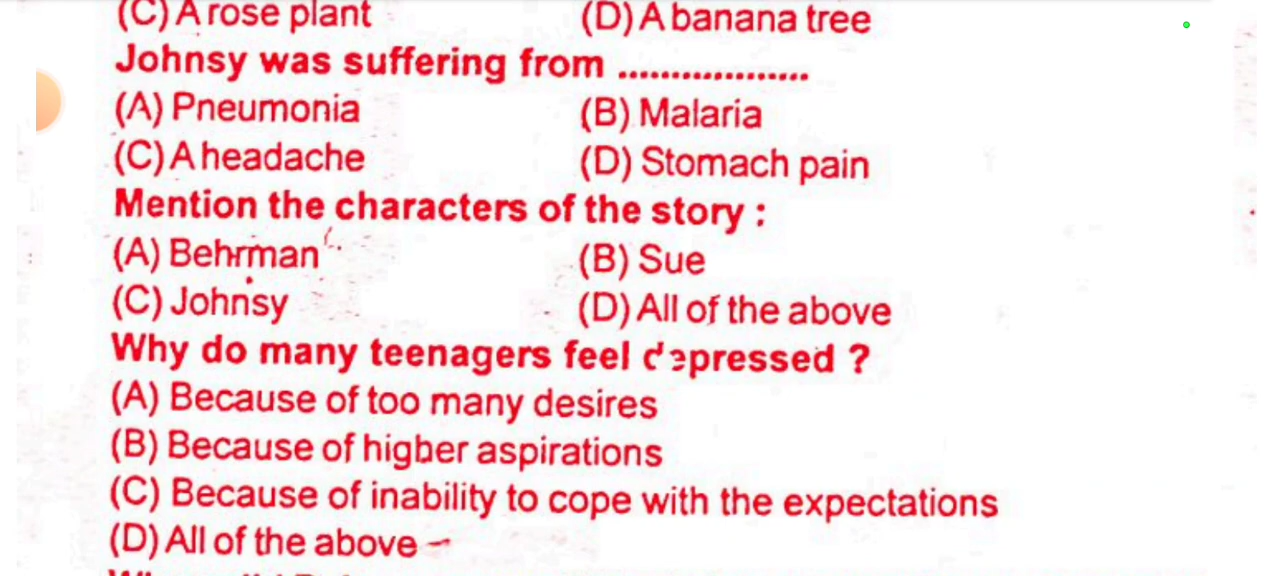 (C) A rose plant (D) A banana tree
Johnsy was suffering from ..................
(A) Pneumonia (B) Malaria
(C) A headache (D) Stomach pain
Mention the characters of the story :
(A) Behrman (B) Sue
(C) Johnsy (D) All of the above
Why do many teenagers feel depressed ?
(A) Because of too many desires
(B) Because of higher aspirations
(C) Because of inability to cope with the expectations
(D) All of the above